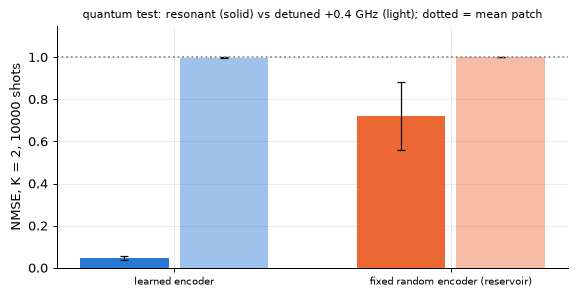 quantum test: resonant (solid) vs detuned +0.4 GHz (light); dotted = mean patch
NMSE, K = 2, 10000 shots
1.0
0.8
0.6
0.4
0.2
0.0
learned encoder
fixed random encoder (reservoir)